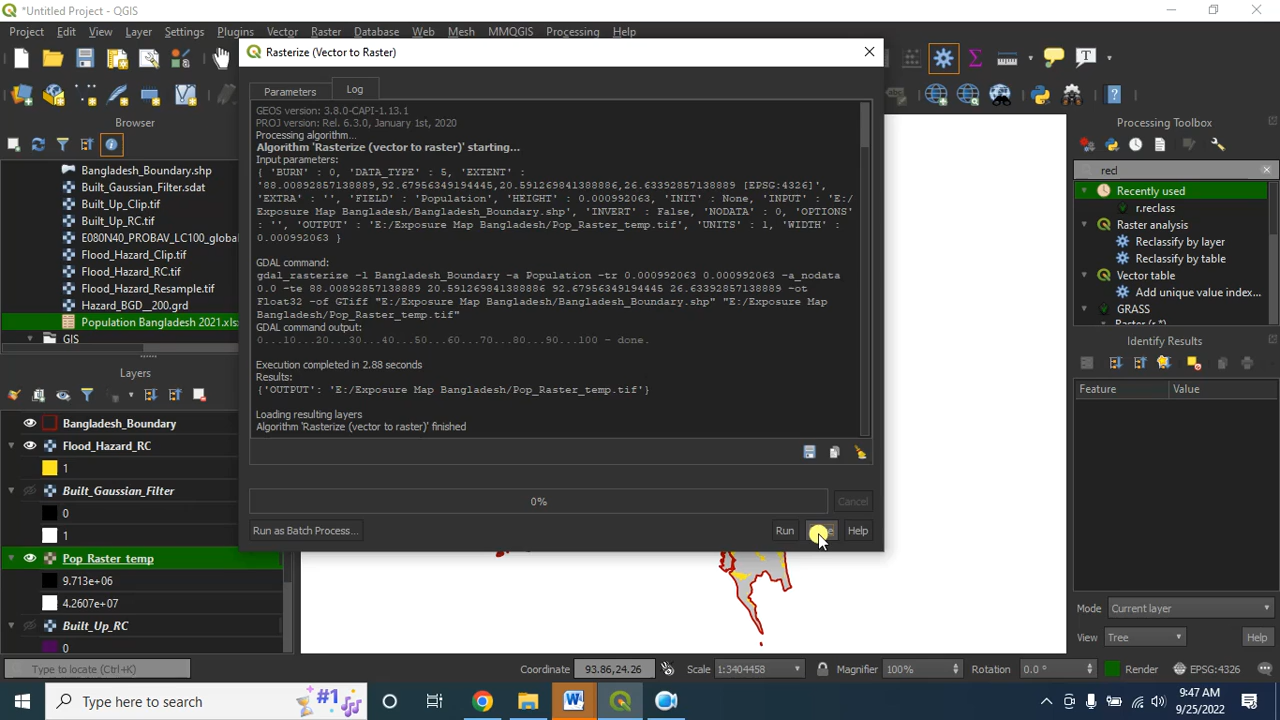 *Untitled Project - QGIS
Project Edit View Layer Settings Plugins Vector Raster Database Web Mesh MMQGIS Processing Help
Rasterize (Vector to Raster)
Parameters
Log
GEOS version: 3.8.0-CAPI-1.13.1
PROJ version: Rel. 6.3.0, January 1st, 2020
Processing algorithm...
Algorithm 'Rasterize (vector to raster)' starting...
Input parameters:
{ 'BURN' : 0, 'DATA_TYPE' : 5, 'EXTENT' :
'88.00892857138889,92.67956349194445,20.591269841388886,26.63392857138889 [EPSG:4326]',
'EXTRA' : '', 'FIELD' : 'Population', 'HEIGHT' : 0.000992063, 'INIT' : None, 'INPUT' : 'E:/
Exposure Map Bangladesh/Bangladesh_Boundary.shp', 'INVERT' : False, 'NODATA' : 0, 'OPTIONS'
: '', 'OUTPUT' : 'E:/Exposure Map Bangladesh/Pop_Raster_temp.tif', 'UNITS' : 1, 'WIDTH' :
0.000992063 }
GDAL command:
gdal_rasterize -l Bangladesh_Boundary -a Population -tr 0.000992063 0.000992063 -a_nodata
0.0 -te 88.00892857138889 20.591269841388886 92.67956349194445 26.63392857138889 -ot
Float32 -of GTiff "E:/Exposure Map Bangladesh/Bangladesh_Boundary.shp" "E:/Exposure Map
Bangladesh/Pop_Raster_temp.tif"
GDAL command output:
0...10...20...30...40...50...60...70...80...90...100 - done.
Execution completed in 2.88 seconds
Results:
{'OUTPUT': 'E:/Exposure Map Bangladesh/Pop_Raster_temp.tif'}
Loading resulting layers
Algorithm 'Rasterize (vector to raster)' finished
0%
Cancel
Run as Batch Process...
Run
Help
Browser
Bangladesh_Boundary.shp
Built_Gaussian_Filter.sdat
Built_Up_Clip.tif
Built_Up_RC.tif
E080N40_PROBAV_LC100_global
Flood_Hazard_Clip.tif
Flood_Hazard_RC.tif
Flood_Hazard_Resample.tif
Hazard_BGD__200.grd
Population Bangladesh 2021.xls
GIS
Layers
Bangladesh_Boundary
Flood_Hazard_RC
1
Built_Gaussian_Filter
0
1
Pop_Raster_temp
9.713e+06
4.2607e+07
Built_Up_RC
0
Processing Toolbox
recl
Recently used
r.reclass
Raster analysis
Reclassify by layer
Reclassify by table
Vector table
Add unique value index...
GRASS
Raster (r.*)
Identify Results
Feature Value
Mode Current layer
View Tree Help
Type to locate (Ctrl+K)
Coordinate 93.86,24.26 Scale 1:3404458 Magnifier 100% Rotation 0.0 ° Render EPSG:4326
Type here to search
#1
9:47 AM
9/25/2022